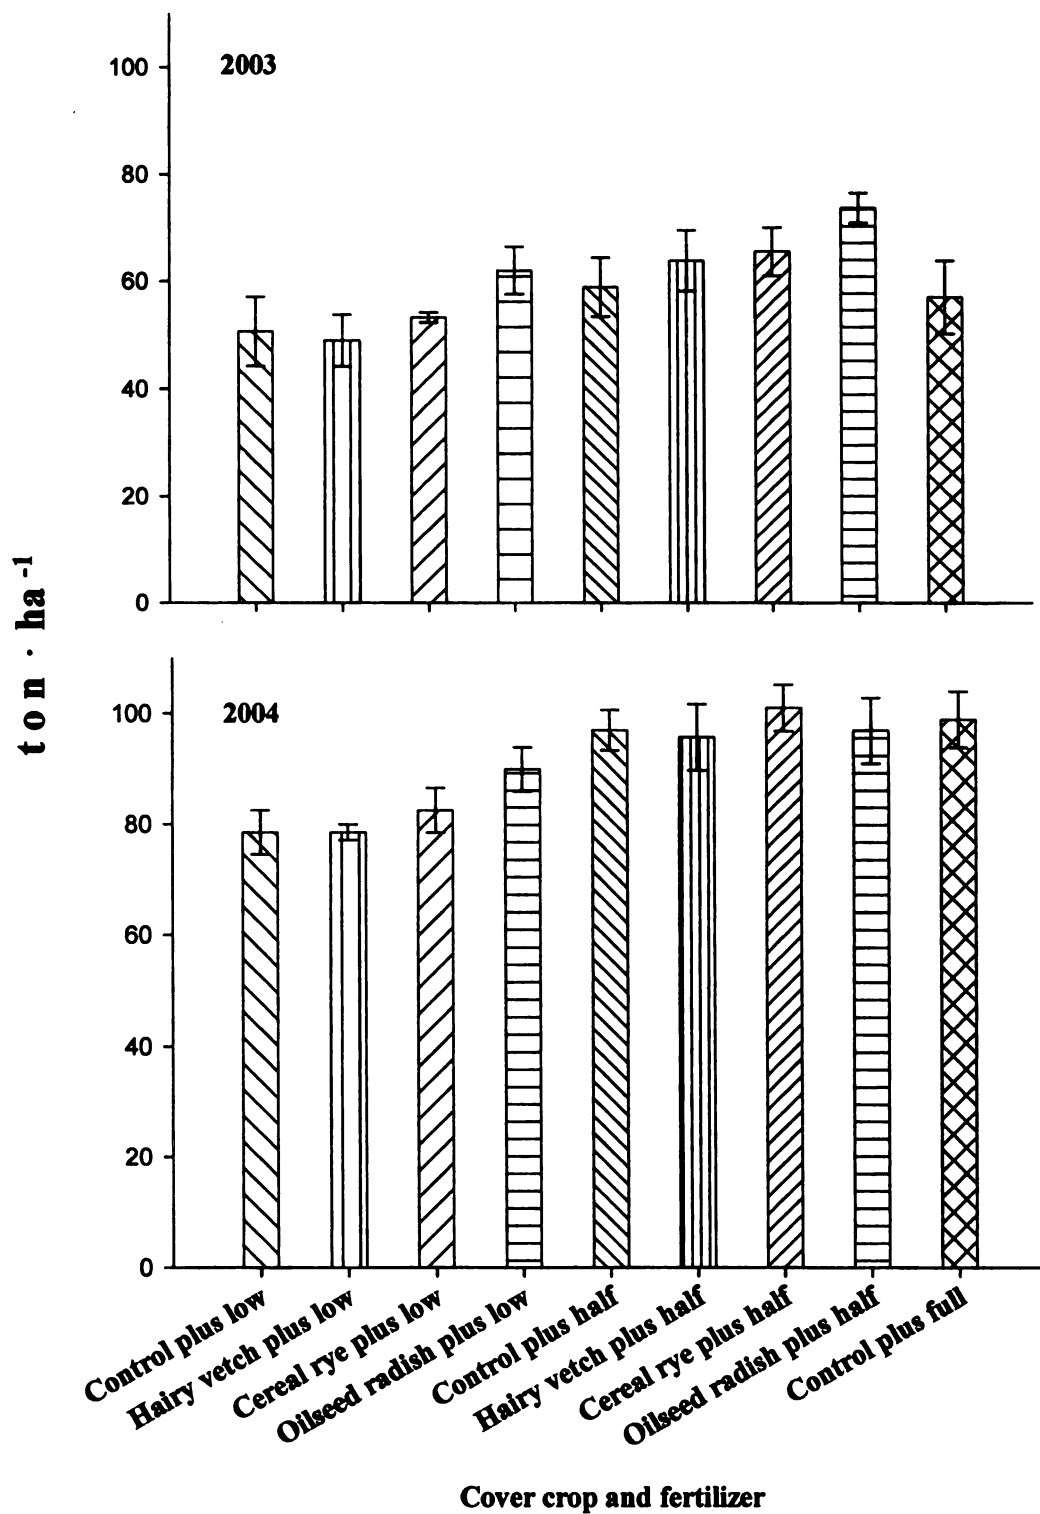 2003
100
80
60
40
20
0
ton · ha⁻¹
2004
100
80
60
40
20
0
Control plus low
Hairy vetch plus low
Cereal rye plus low
Oilseed radish plus low
Control plus half
Hairy vetch plus half
Cereal rye plus half
Oilseed radish plus half
Control plus full
Cover crop and fertilizer